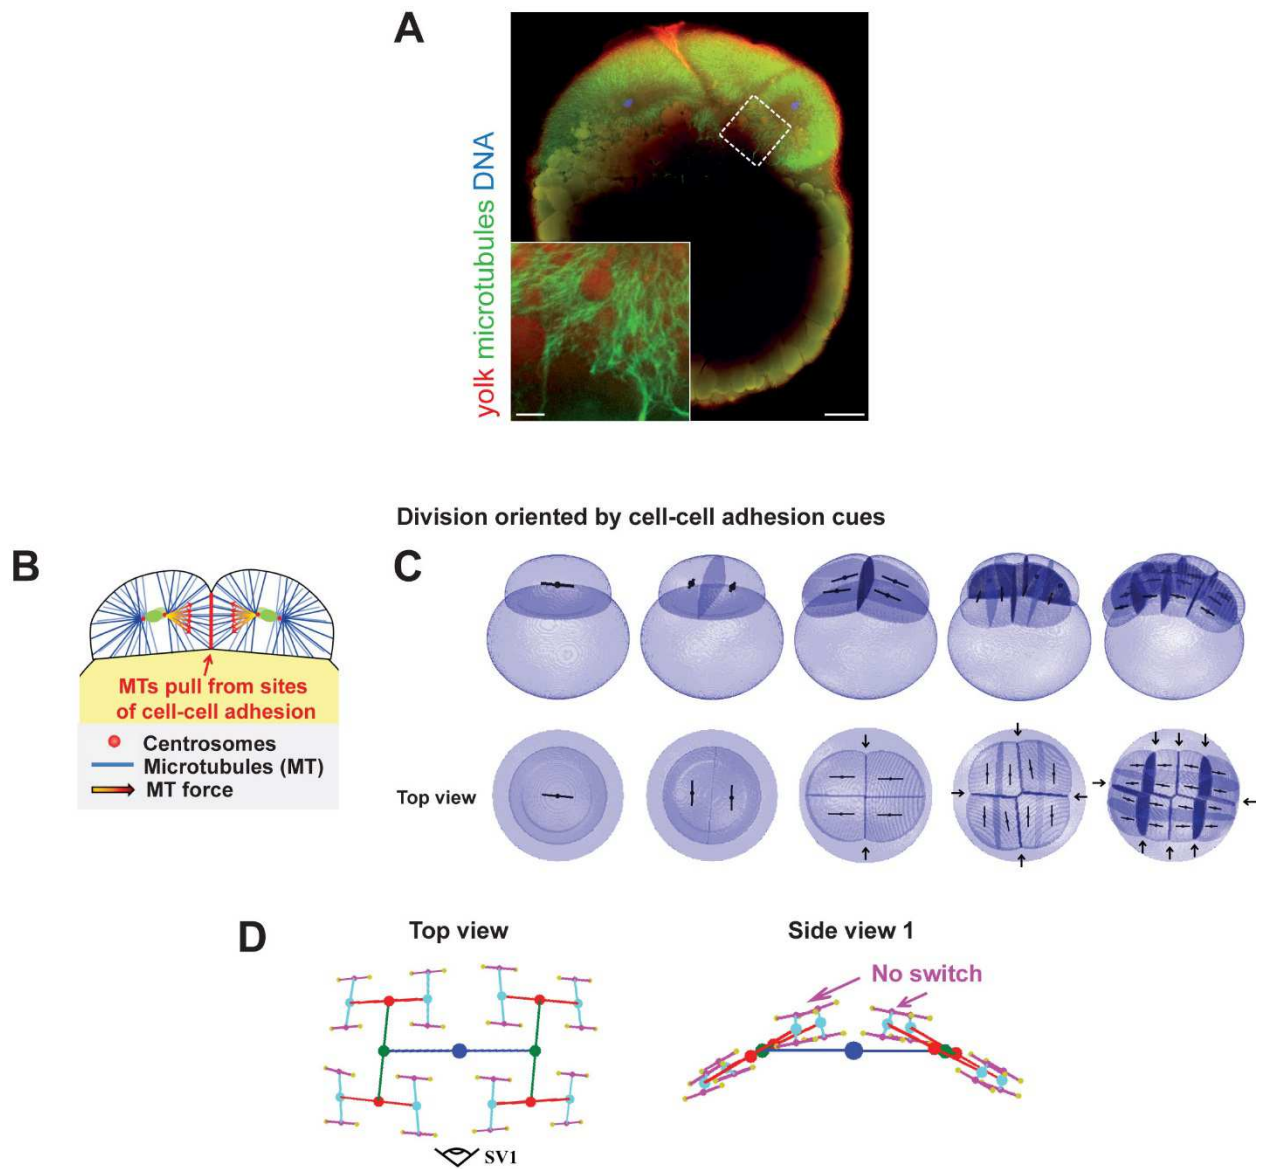 A
yolk microtubules DNA
Division oriented by cell-cell adhesion cues
B
MTs pull from sites
of cell-cell adhesion
Centrosomes
Microtubules (MT)
MT force
C
Top view
D
Top view
Side view 1
No switch
SV1